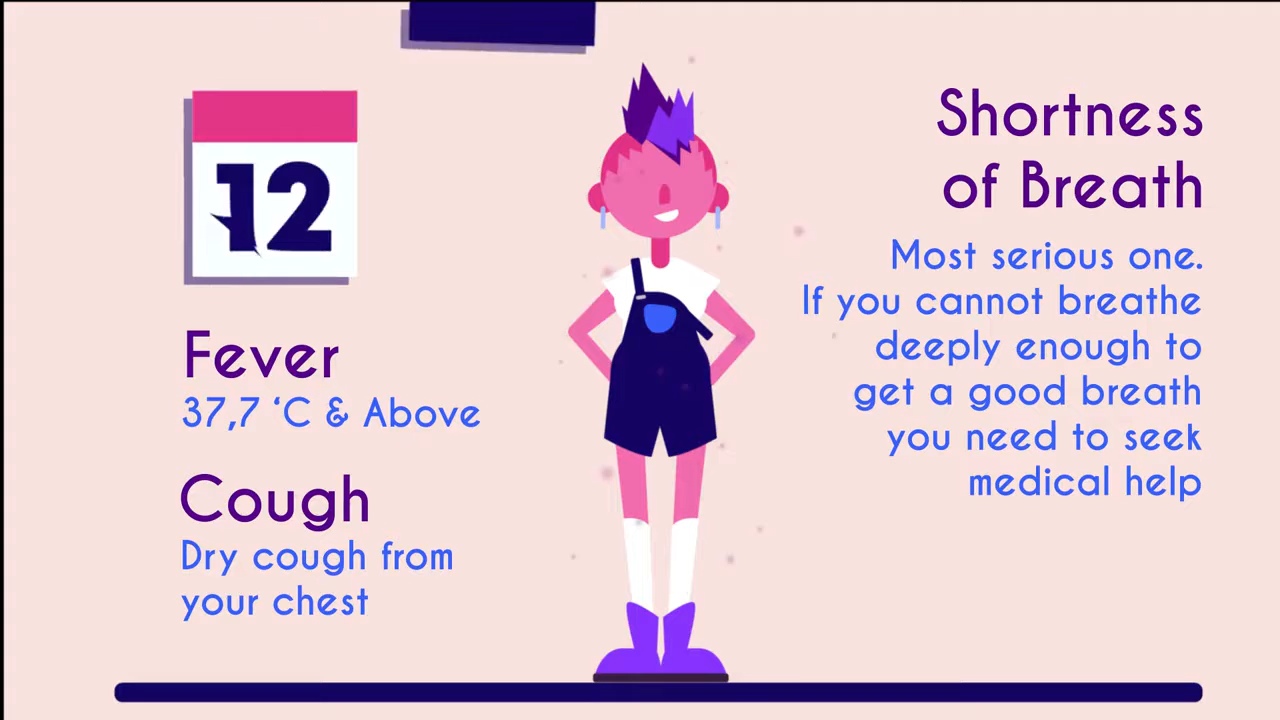 12
Fever
37,7 ‘C & Above
Cough
Dry cough from
your chest
Shortness
of Breath
Most serious one.
If you cannot breathe
deeply enough to
get a good breath
you need to seek
medical help